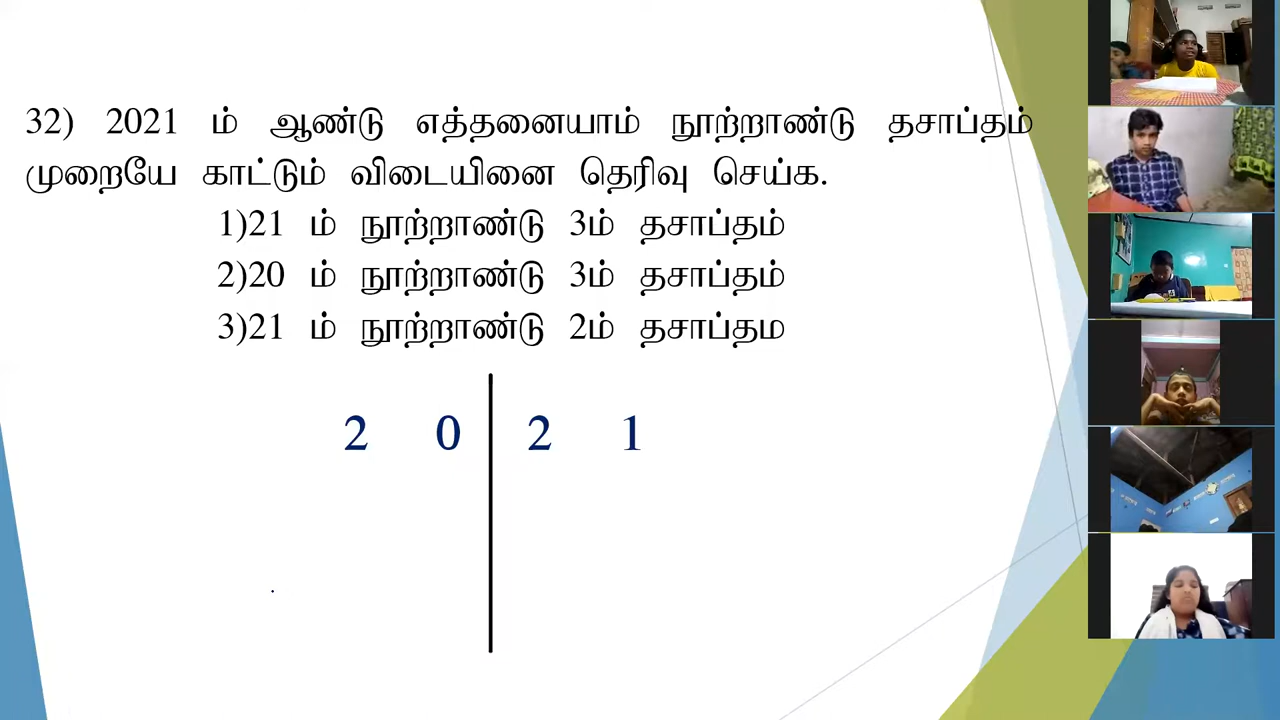 32) 2021 ம் ஆண்டு எத்தனையாம் நூற்றாண்டு தசாப்தம்
முறையே காட்டும் விடையினை தெரிவு செய்க.
1)21 ம் நூற்றாண்டு 3ம் தசாப்தம்
2)20 ம் நூற்றாண்டு 3ம் தசாப்தம்
3)21 ம் நூற்றாண்டு 2ம் தசாப்தம
2 0 2 1